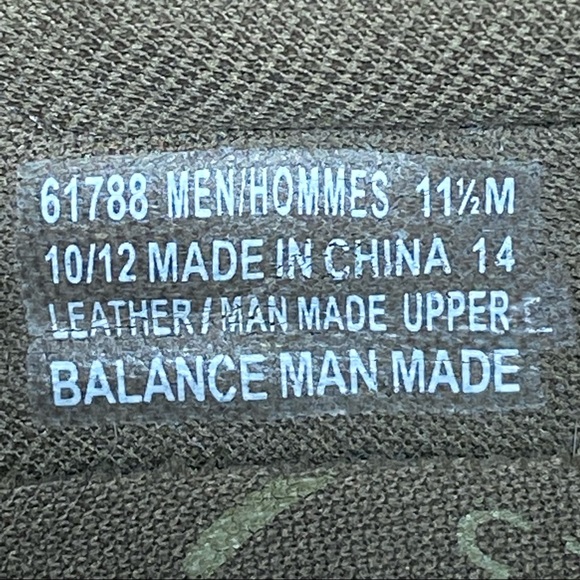 61788 MEN/HOMMES 11½M
10/12 MADE IN CHINA 14
LEATHER/MAN MADE UPPER
BALANCE MAN MADE